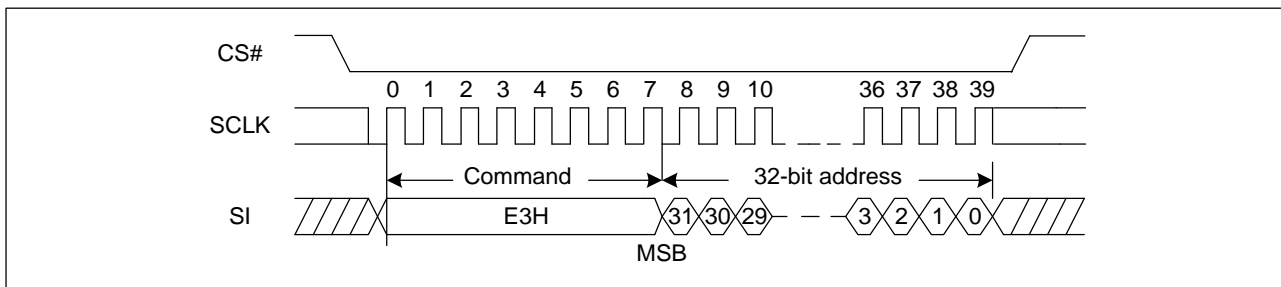 CS#
0 1 2 3 4 5 6 7 8 9 10 36 37 38 39
SCLK
Command 32-bit address
SI E3H 31 30 29 3 2 1 0
MSB